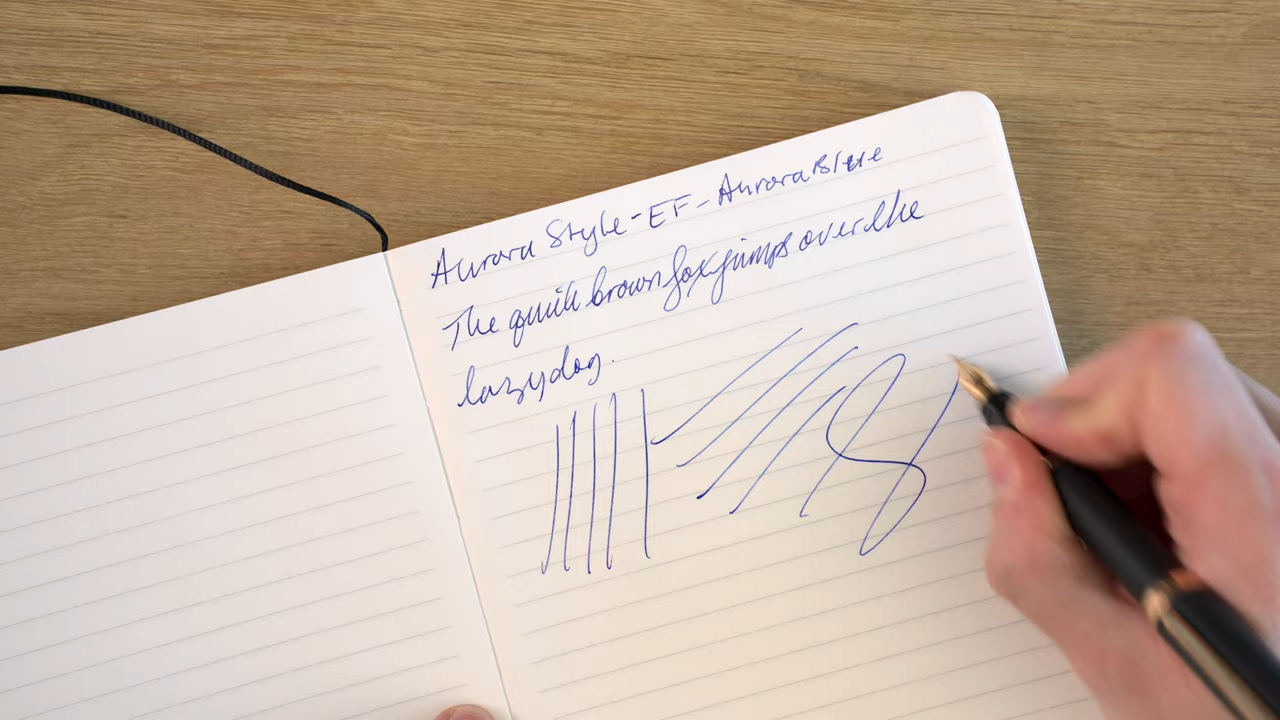 Aurora Style-EF-Aurora Blue
The quick brown fox jumps over the
lazy dog.